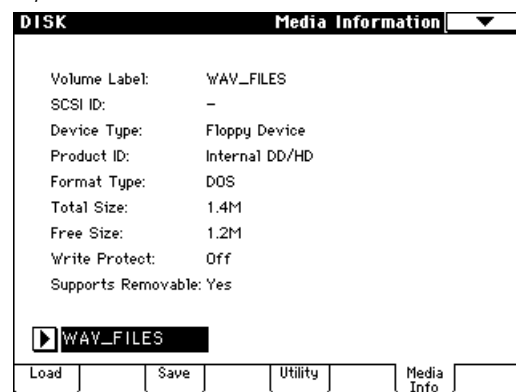 DISK Media Information
Volume Label: WAV_FILES
SCSI ID: –
Device Type: Floppy Device
Product ID: Internal DD/HD
Format Type: DOS
Total Size: 1.4M
Free Size: 1.2M
Write Protect: Off
Supports Removable: Yes
WAV_FILES
Load Save Utility Media Info